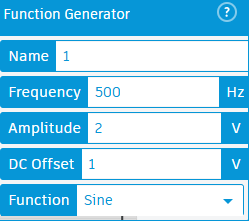 Function Generator ?
Name 1
Frequency 500 Hz
Amplitude 2 V
DC Offset 1 V
Function Sine